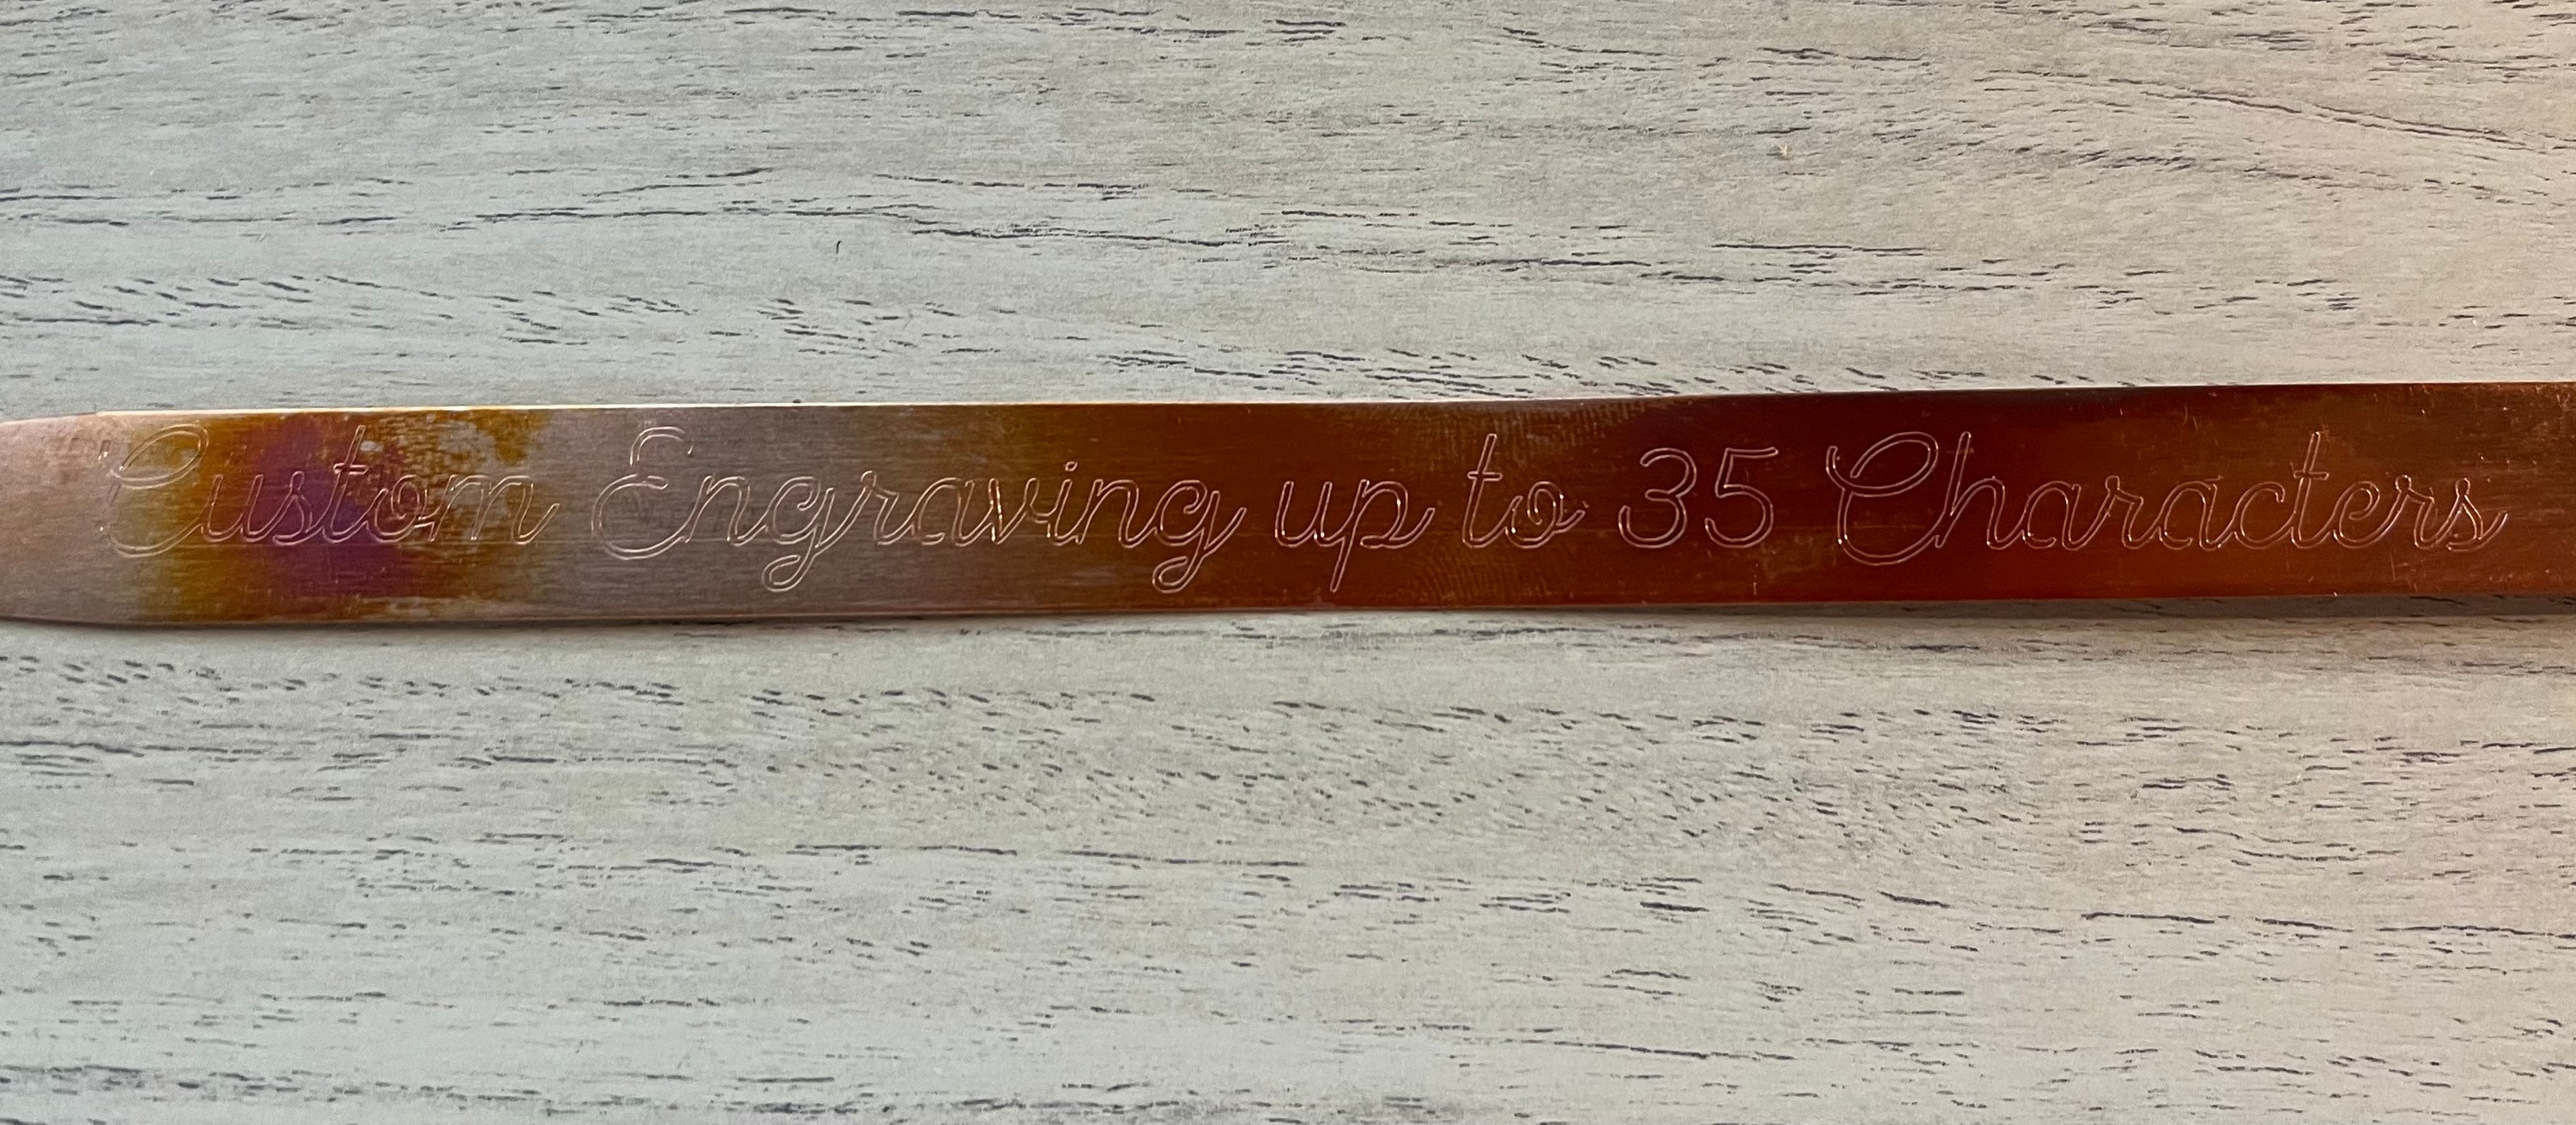 Custom Engraving up to 35 Characters